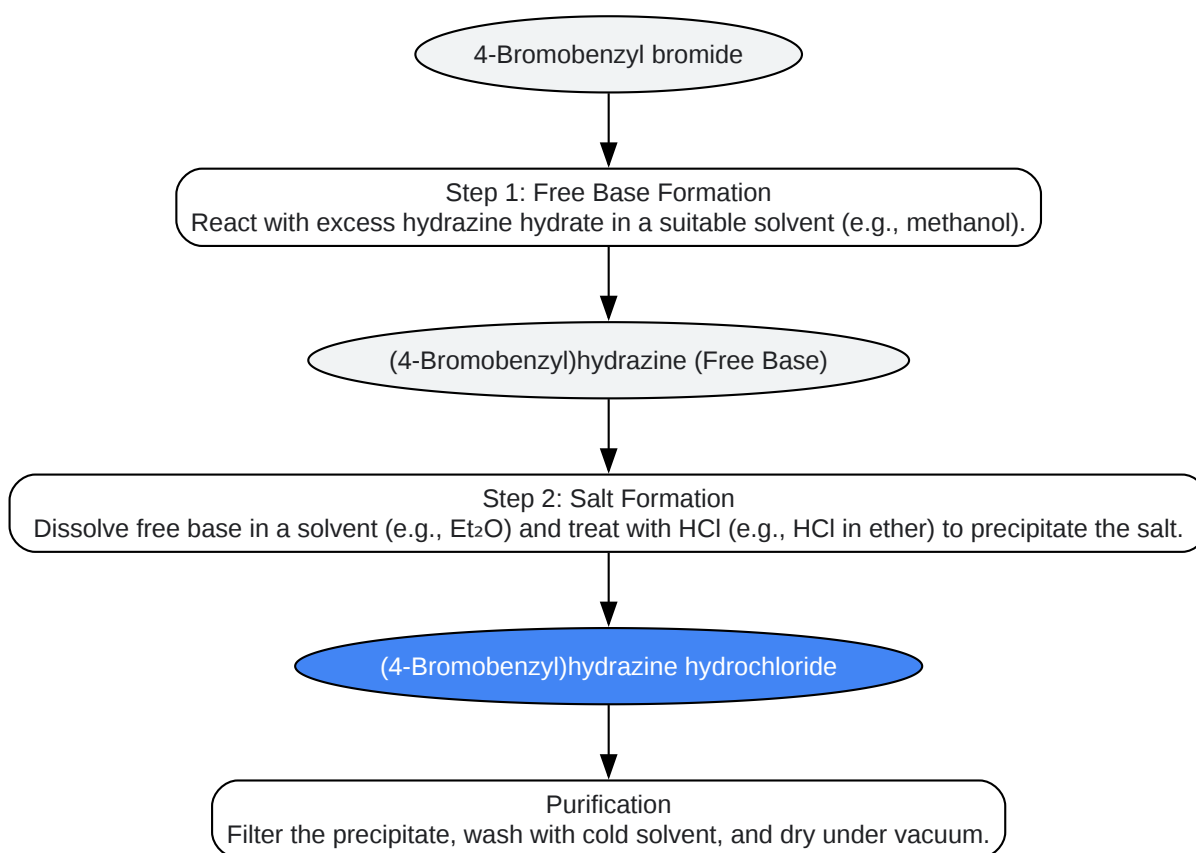 4-Bromobenzyl bromide
Step 1: Free Base Formation
React with excess hydrazine hydrate in a suitable solvent (e.g., methanol).
(4-Bromobenzyl)hydrazine (Free Base)
Step 2: Salt Formation
Dissolve free base in a solvent (e.g., Et₂O) and treat with HCl (e.g., HCl in ether) to precipitate the salt.
(4-Bromobenzyl)hydrazine hydrochloride
Purification
Filter the precipitate, wash with cold solvent, and dry under vacuum.